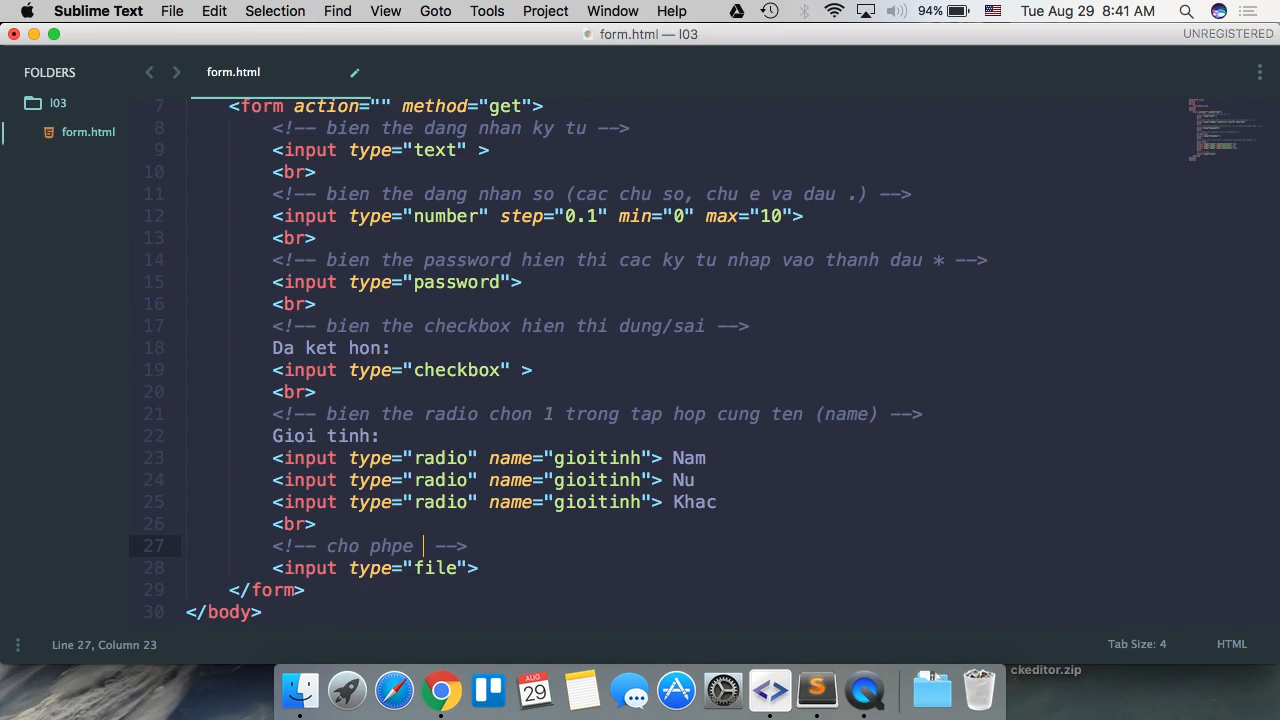 Sublime Text File Edit Selection Find View Goto Tools Project Window Help 94% Tue Aug 29 8:41 AM
form.html — l03 UNREGISTERED
FOLDERS form.html
l03
form.html
7 <form action="" method="get">
8 <!-- bien the dang nhan ky tu -->
9 <input type="text" >
10 <br>
11 <!-- bien the dang nhan so (cac chu so, chu e va dau .) -->
12 <input type="number" step="0.1" min="0" max="10">
13 <br>
14 <!-- bien the password hien thi cac ky tu nhap vao thanh dau * -->
15 <input type="password">
16 <br>
17 <!-- bien the checkbox hien thi dung/sai -->
18 Da ket hon:
19 <input type="checkbox" >
20 <br>
21 <!-- bien the radio chon 1 trong tap hop cung ten (name) -->
22 Gioi tinh:
23 <input type="radio" name="gioitinh"> Nam
24 <input type="radio" name="gioitinh"> Nu
25 <input type="radio" name="gioitinh"> Khac
26 <br>
27 <!-- cho phpe  -->
28 <input type="file">
29 </form>
30 </body>
Line 27, Column 23 Tab Size: 4 HTML
ckeditor.zip
AUG
29